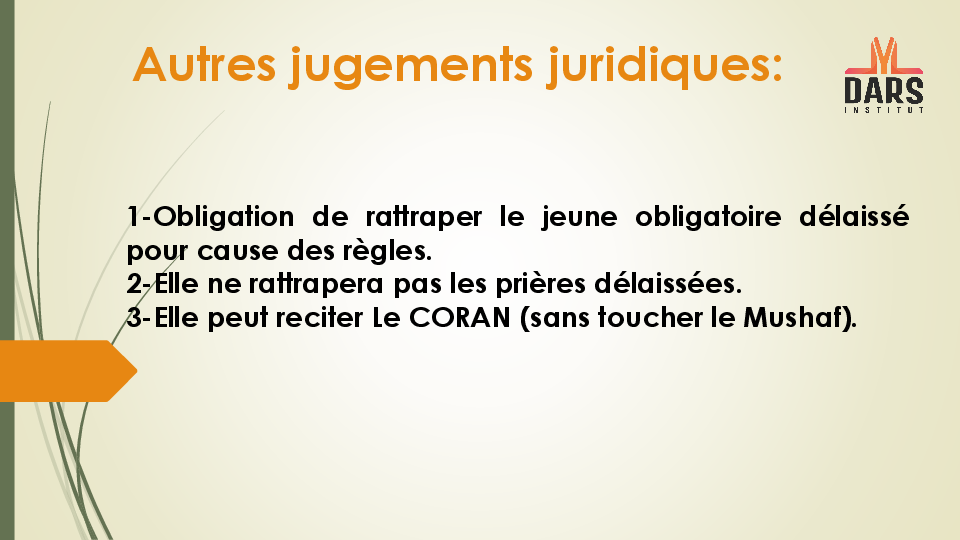 Autres jugements juridiques:
DARS
INSTITUT
1-Obligation de rattraper le jeune obligatoire délaissé
pour cause des règles.
2-Elle ne rattrapera pas les prières délaissées.
3-Elle peut reciter Le CORAN (sans toucher le Mushaf).